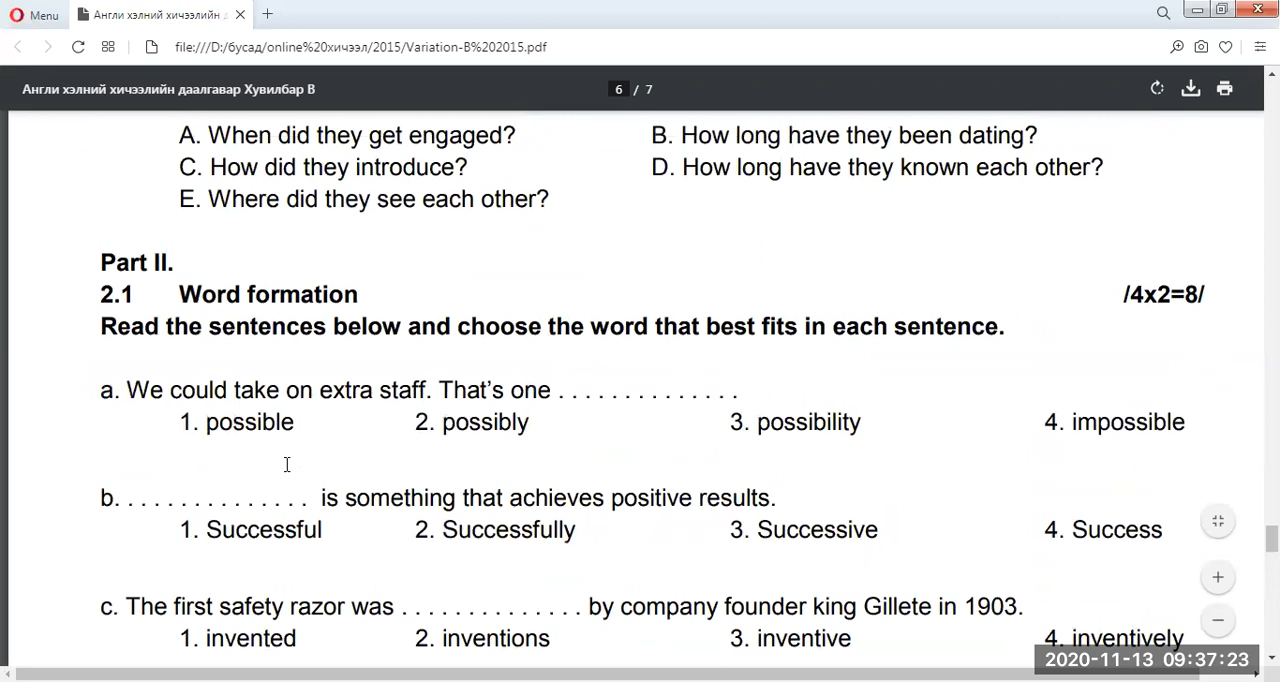 Menu
Англи хэлний хичээлийн
file:///D:/бусад/online%20хичээл/2015/Variation-B%202015.pdf
Англи хэлний хичээлийн даалгавар Хувилбар В
6 / 7
A. When did they get engaged? B. How long have they been dating?
C. How did they introduce? D. How long have they known each other?
E. Where did they see each other?
Part II.
2.1 Word formation /4x2=8/
Read the sentences below and choose the word that best fits in each sentence.
a. We could take on extra staff. That’s one . . . . . . . . . . . . . .
1. possible 2. possibly 3. possibility 4. impossible
b. . . . . . . . . . . . . . . is something that achieves positive results.
1. Successful 2. Successfully 3. Successive 4. Success
c. The first safety razor was . . . . . . . . . . . . . . by company founder king Gillete in 1903.
1. invented 2. inventions 3. inventive 4. inventively
2020-11-13 09:37:23